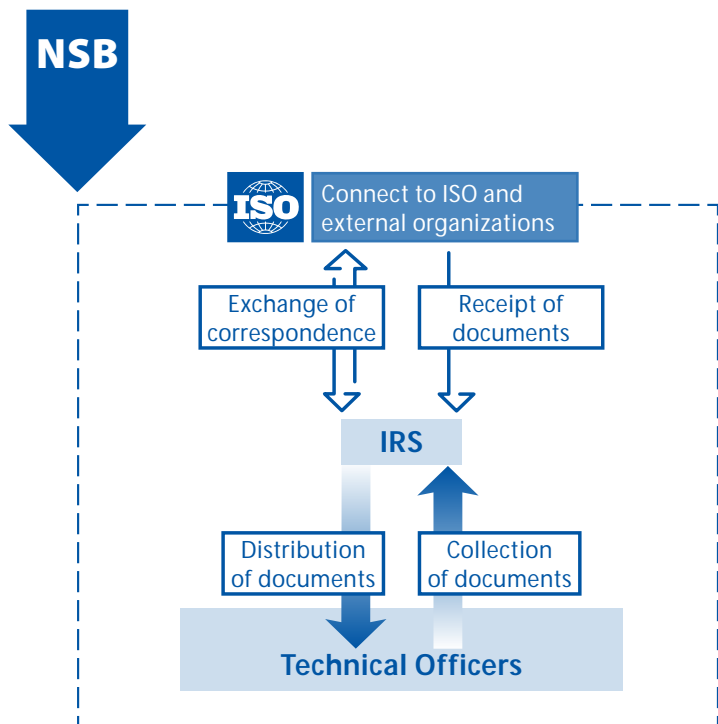 NSB
ISO
Connect to ISO and
external organizations
Exchange of
correspondence
Receipt of
documents
IRS
Distribution
of documents
Collection
of documents
Technical Officers